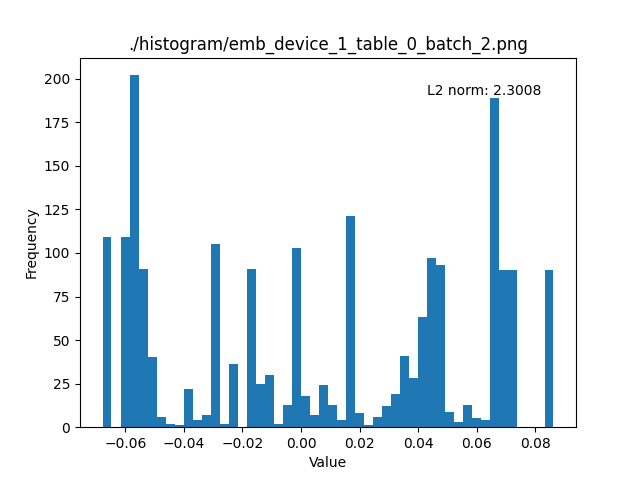 ./histogram/emb_device_1_table_0_batch_2.png
L2 norm: 2.3008
200
175
150
125
100
75
50
25
0
Frequency
−0.06 −0.04 −0.02 0.00 0.02 0.04 0.06 0.08
Value